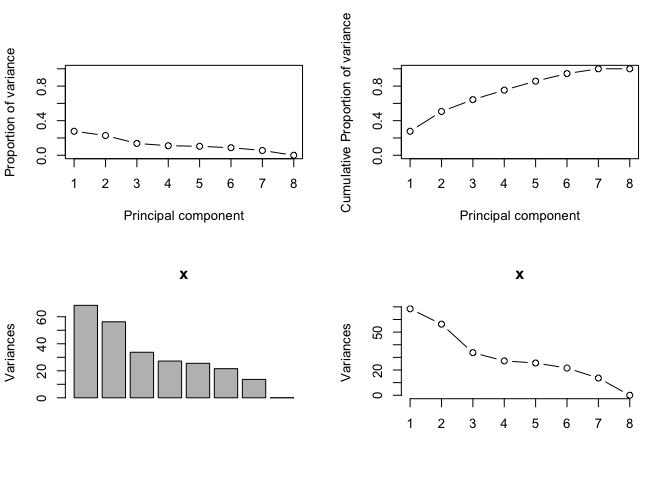 Proportion of variance
0.0 0.4 0.8
1 2 3 4 5 6 7 8
Principal component
Cumulative Proportion of variance
0.0 0.4 0.8
1 2 3 4 5 6 7 8
Principal component
x
Variances
0 20 40 60
x
Variances
0 20 50
1 2 3 4 5 6 7 8